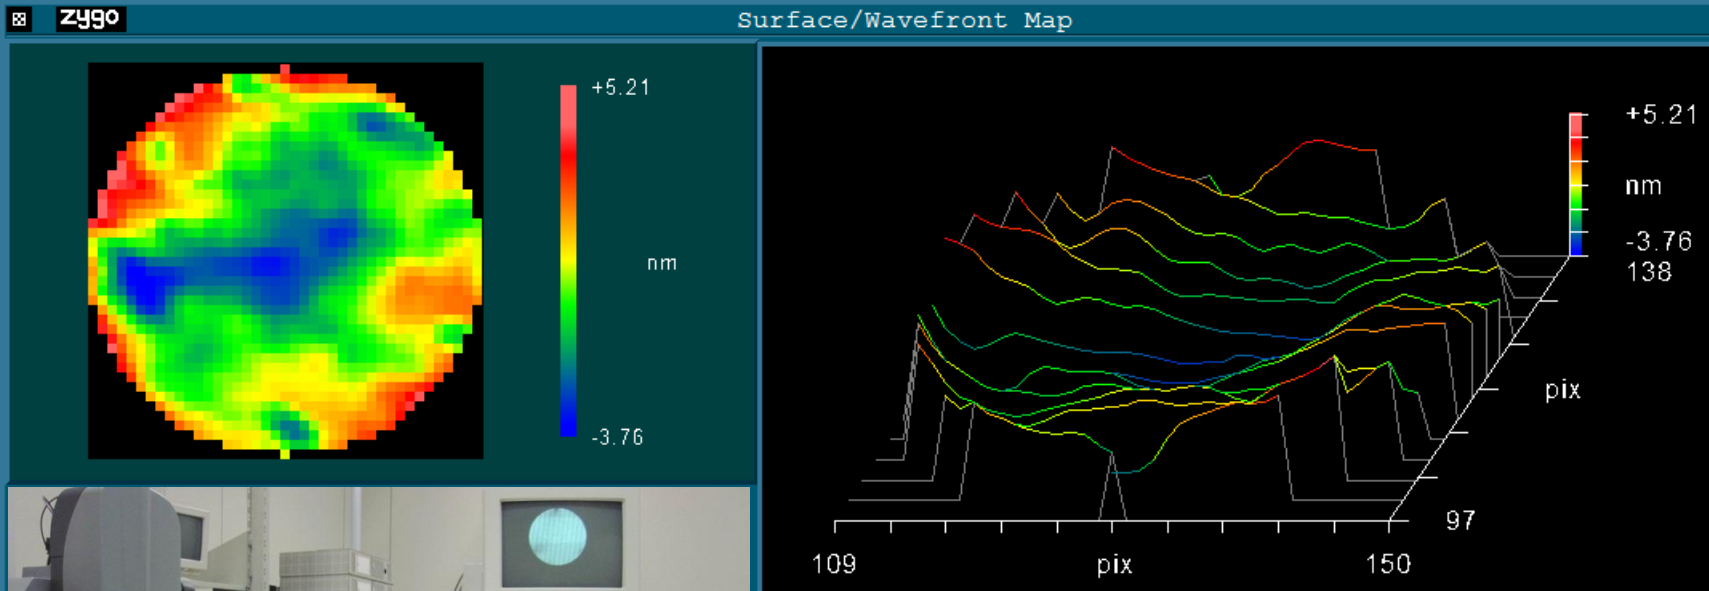 zygo
Surface/Wavefront Map
+5.21
nm
-3.76
+5.21
nm
-3.76
138
pix
97
109
pix
150